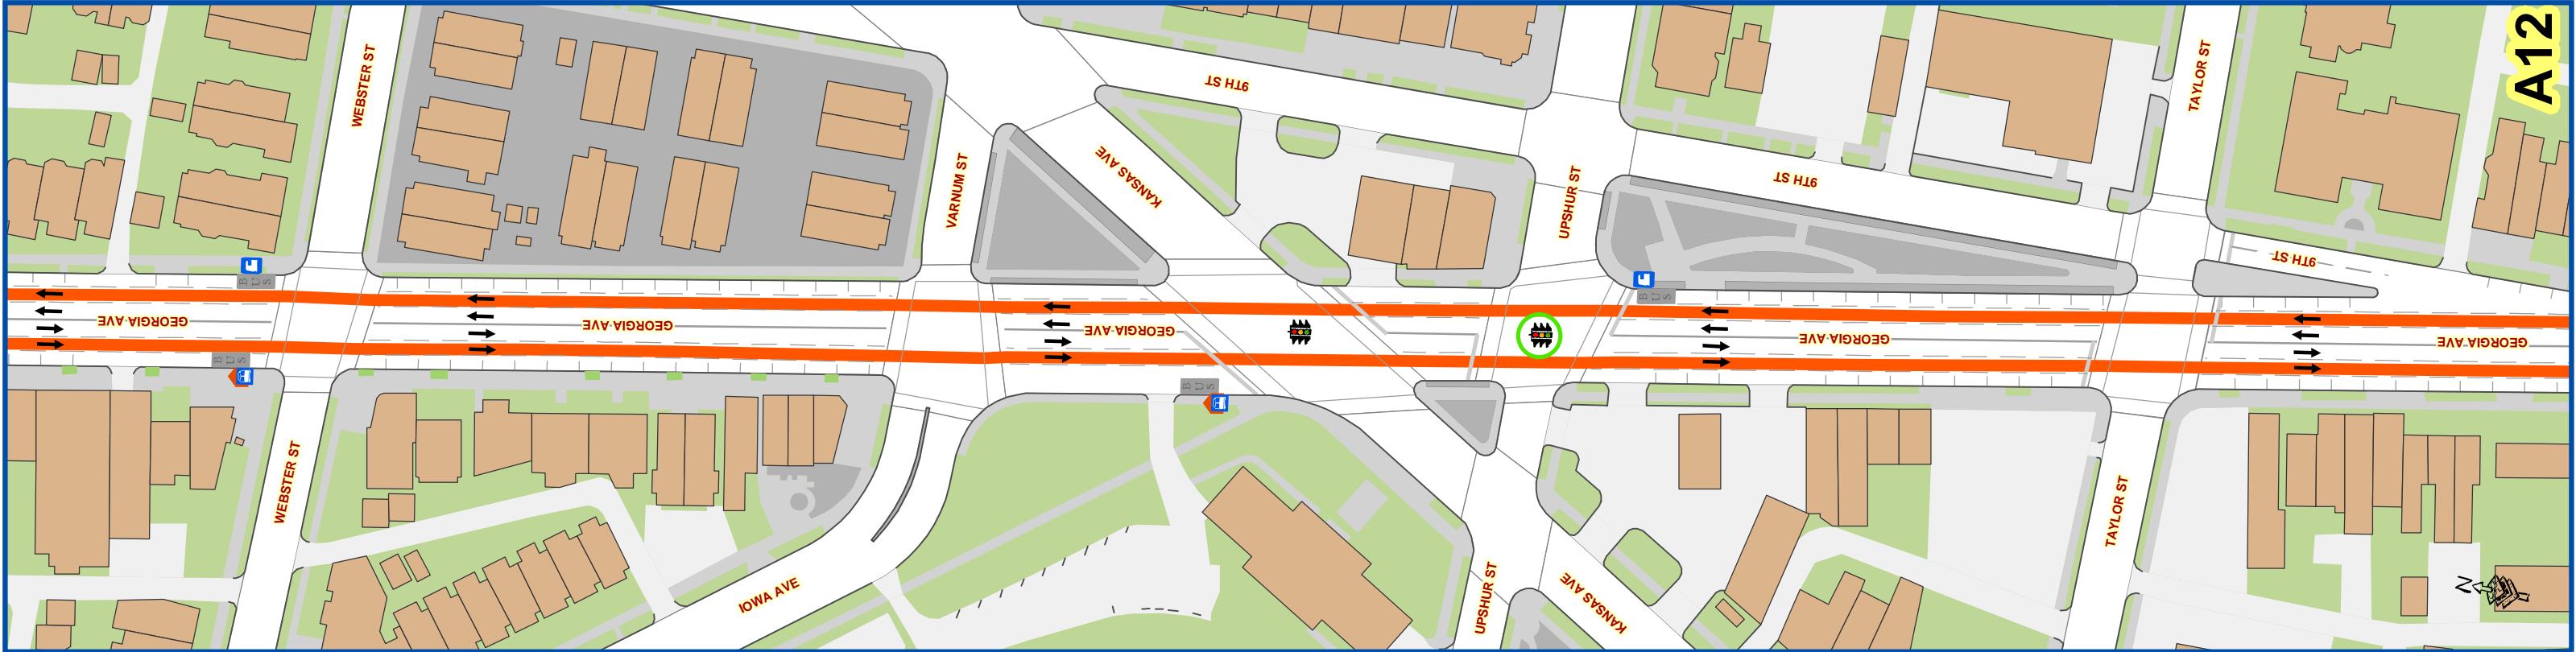 A12
WEBSTER ST
9TH ST
TAYLOR ST
VARNUM ST
KANSAS AVE
UPSHUR ST
9TH ST
9TH ST
BUS
BUS
GEORGIA AVE
GEORGIA AVE
GEORGIA AVE
GEORGIA AVE
GEORGIA AVE
BUS
BUS
WEBSTER ST
TAYLOR ST
IOWA AVE
UPSHUR ST
KANSAS AVE
N